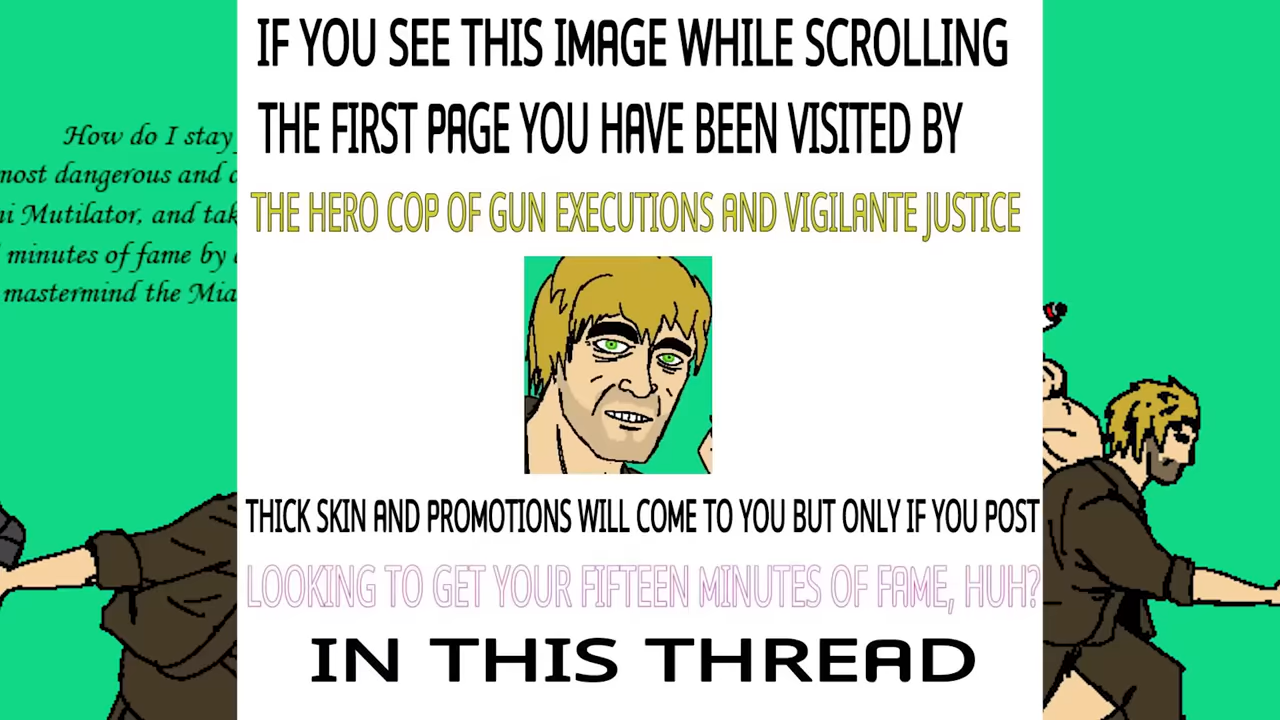 IF YOU SEE THIS IMAGE WHILE SCROLLING
THE FIRST PAGE YOU HAVE BEEN VISITED BY
THE HERO COP OF GUN EXECUTIONS AND VIGILANTE JUSTICE
THICK SKIN AND PROMOTIONS WILL COME TO YOU BUT ONLY IF YOU POST
LOOKING TO GET YOUR FIFTEEN MINUTES OF FAME, HUH?
IN THIS THREAD
How do I stay
most dangerous and
Mutilator, and
minutes of fame by
mastermind the